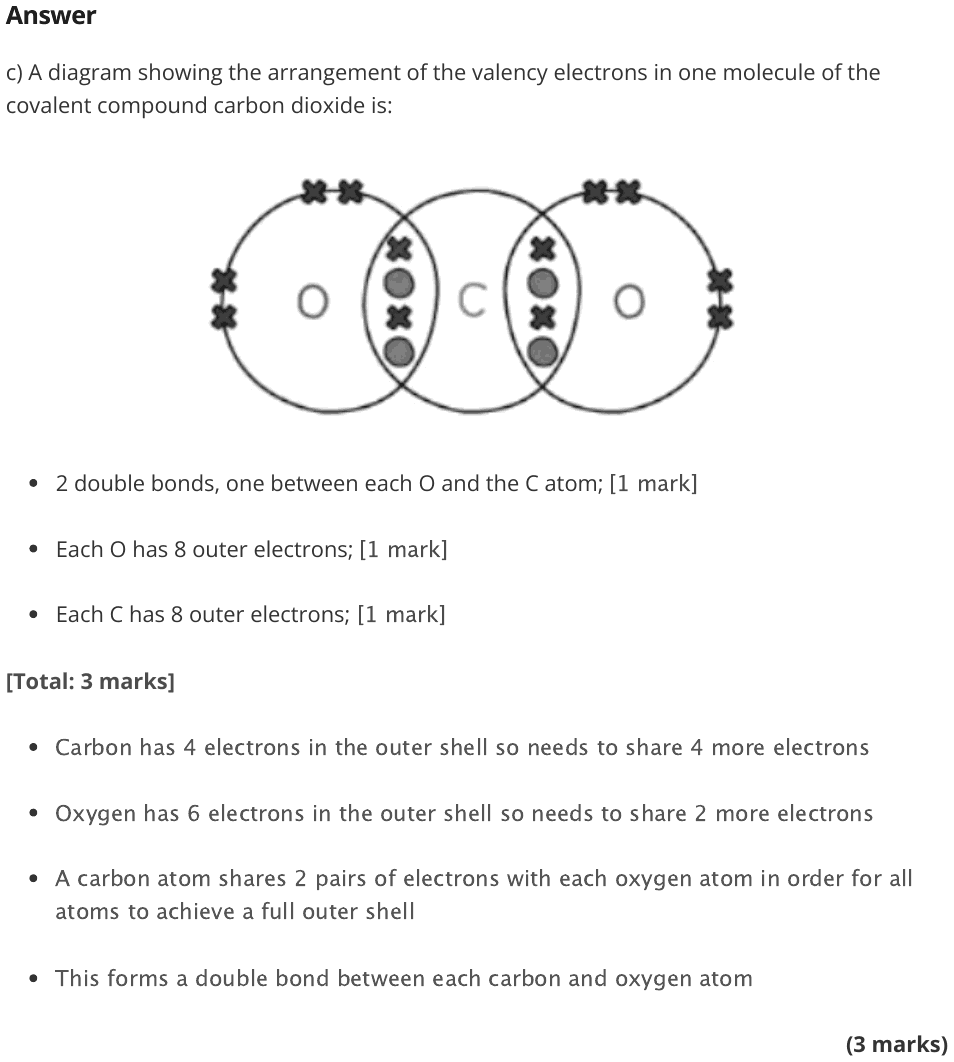 Answer
c) A diagram showing the arrangement of the valency electrons in one molecule of the
covalent compound carbon dioxide is:
O C O
• 2 double bonds, one between each O and the C atom; [1 mark]
• Each O has 8 outer electrons; [1 mark]
• Each C has 8 outer electrons; [1 mark]
[Total: 3 marks]
• Carbon has 4 electrons in the outer shell so needs to share 4 more electrons
• Oxygen has 6 electrons in the outer shell so needs to share 2 more electrons
• A carbon atom shares 2 pairs of electrons with each oxygen atom in order for all
atoms to achieve a full outer shell
• This forms a double bond between each carbon and oxygen atom
(3 marks)